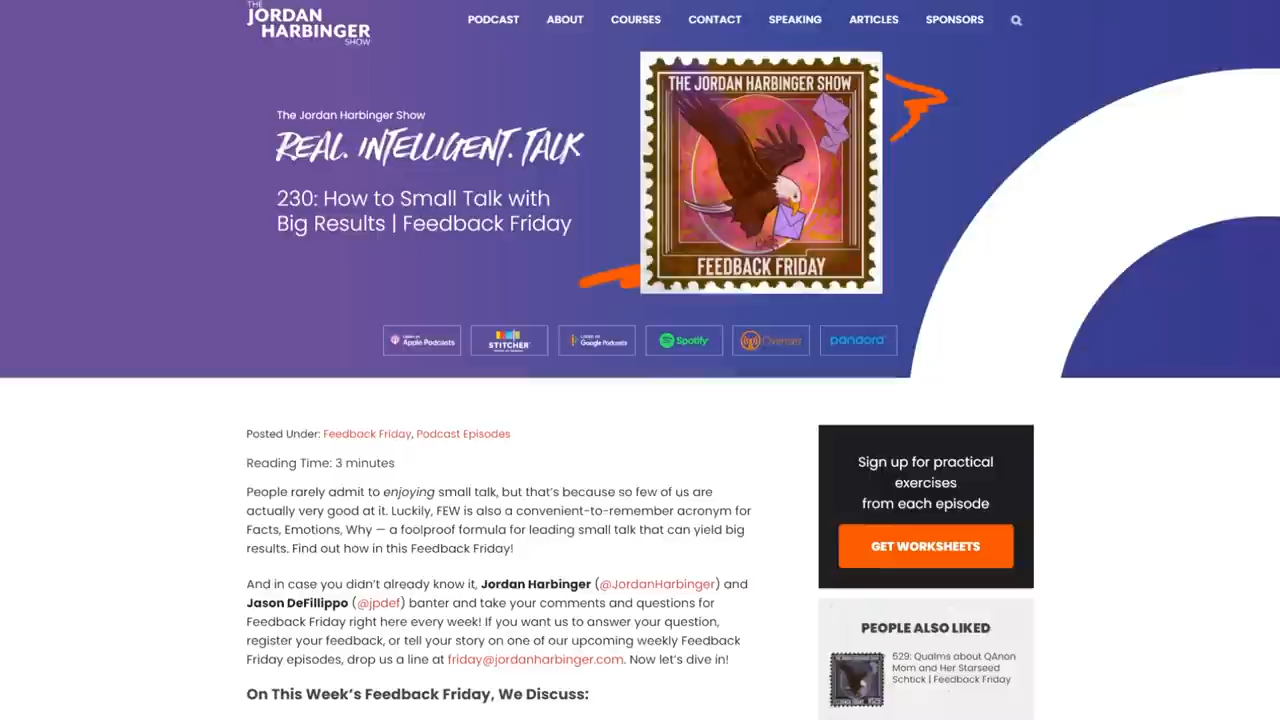 THE
JORDAN
HARBINGER
SHOW
PODCAST
ABOUT
COURSES
CONTACT
SPEAKING
ARTICLES
SPONSORS
The Jordan Harbinger Show
REAL. INTELLIGENT. TALK
230: How to Small Talk with
Big Results | Feedback Friday
THE JORDAN HARBINGER SHOW
FEEDBACK FRIDAY
Apple Podcasts
STITCHER
Google Podcasts
Spotify
Overcast
pandora
Posted Under: Feedback Friday, Podcast Episodes
Reading Time: 3 minutes
People rarely admit to enjoying small talk, but that's because so few of us are
actually very good at it. Luckily, FEW is also a convenient-to-remember acronym for
Facts, Emotions, Why — a foolproof formula for leading small talk that can yield big
results. Find out how in this Feedback Friday!
And in case you didn't already know it, Jordan Harbinger (@JordanHarbinger) and
Jason DeFillippo (@jpdef) banter and take your comments and questions for
Feedback Friday right here every week! If you want us to answer your question,
register your feedback, or tell your story on one of our upcoming weekly Feedback
Friday episodes, drop us a line at friday@jordanharbinger.com. Now let's dive in!
On This Week's Feedback Friday, We Discuss:
Sign up for practical
exercises
from each episode
GET WORKSHEETS
PEOPLE ALSO LIKED
529: Qualms about QAnon
Mom and Her Starseed
Schtick | Feedback Friday